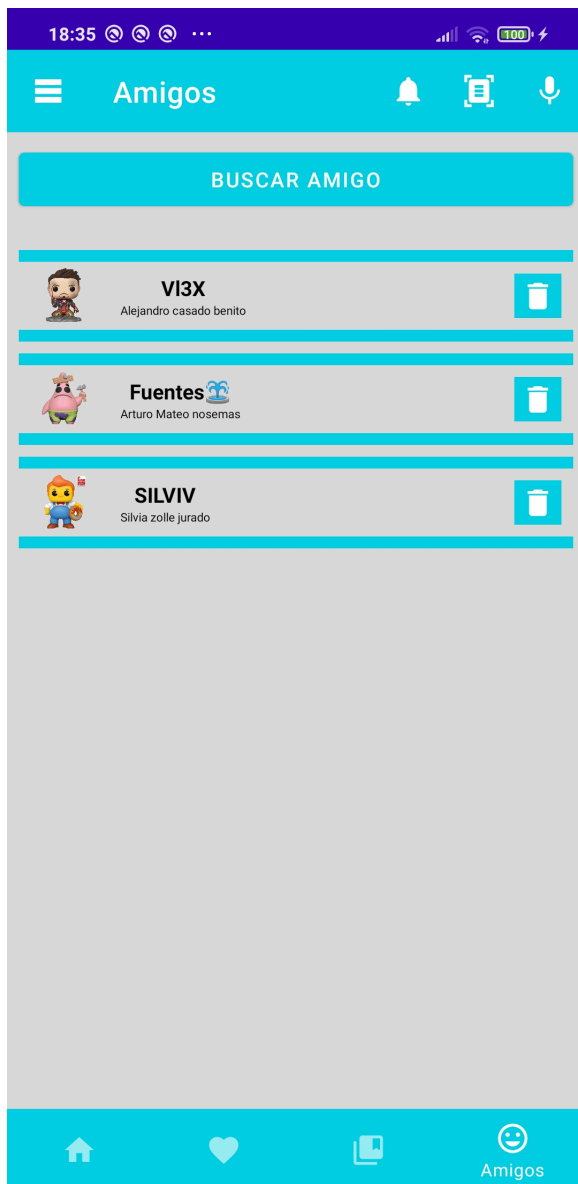 18:35
100
Amigos
BUSCAR AMIGO
Vl3X
Alejandro casado benito
Fuentes⛲
Arturo Mateo nosemas
SILVIV
Silvia zolle jurado
Amigos